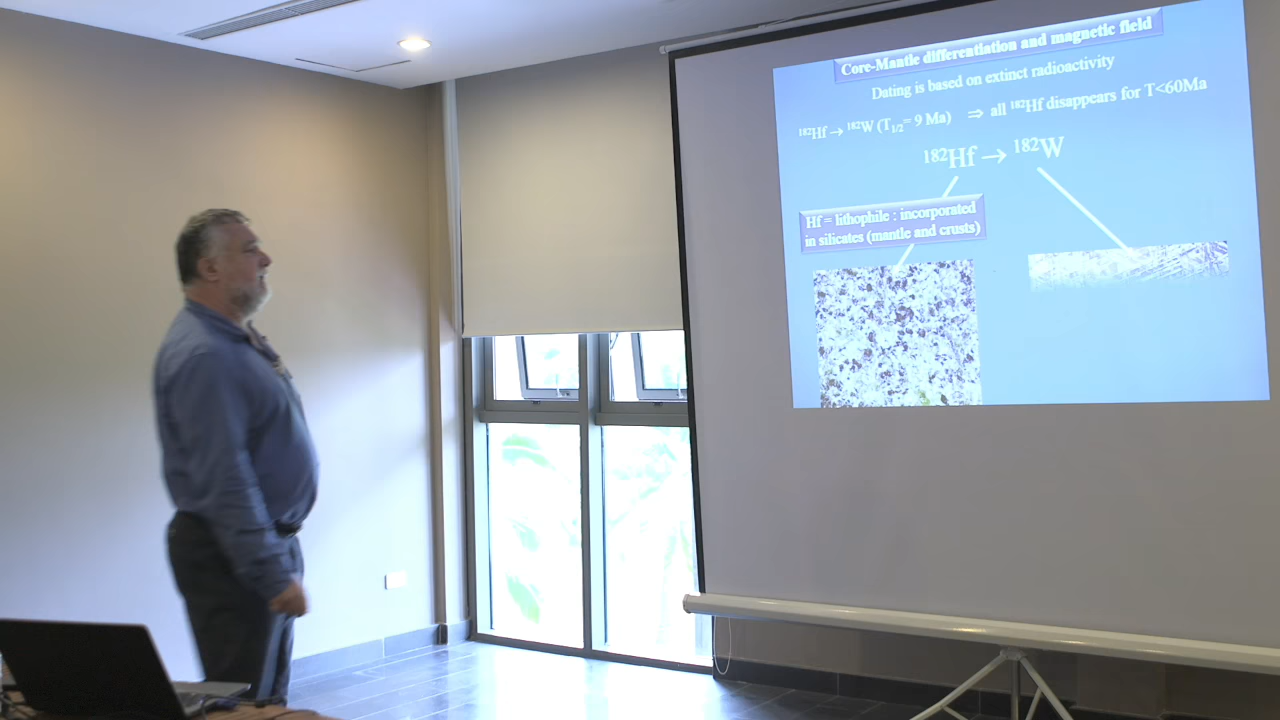 Core-Mantle differentiation and magnetic field
Dating is based on extinct radioactivity
¹⁸²Hf → ¹⁸²W (T₁/₂= 9 Ma) ⇒ all ¹⁸²Hf disappears for T<60Ma
¹⁸²Hf → ¹⁸²W
Hf = lithophile : incorporated
in silicates (mantle and crusts)